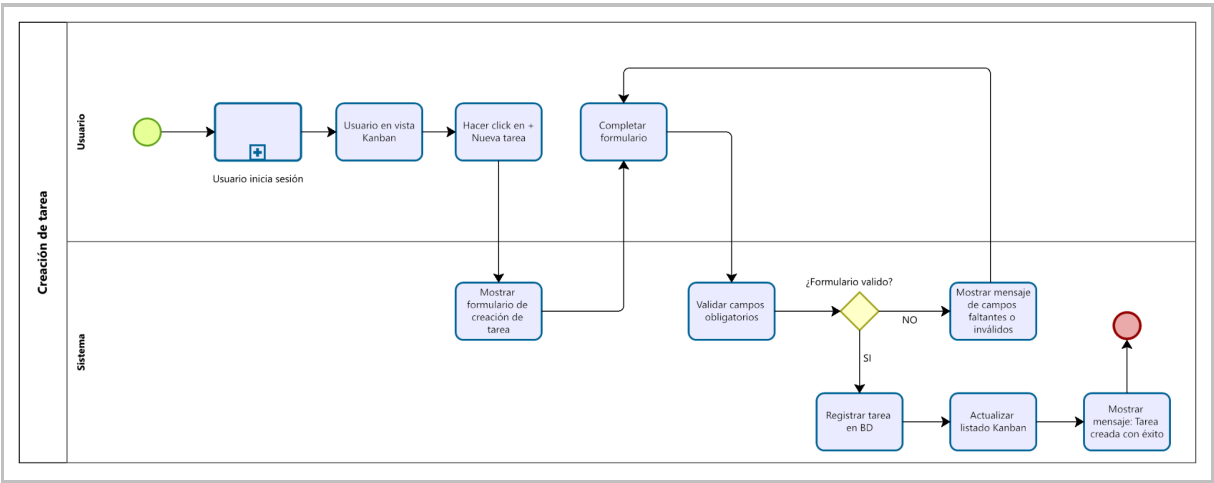 Creación de tarea
Usuario
Usuario inicia sesión
Usuario en vista
Kanban
Hacer click en +
Nueva tarea
Completar
formulario
Sistema
Mostrar
formulario de
creación de
tarea
Validar campos
obligatorios
¿Formulario valido?
NO
SI
Mostrar mensaje
de campos
faltantes o
inválidos
Registrar tarea
en BD
Actualizar
listado Kanban
Mostrar
mensaje: Tarea
creada con éxito